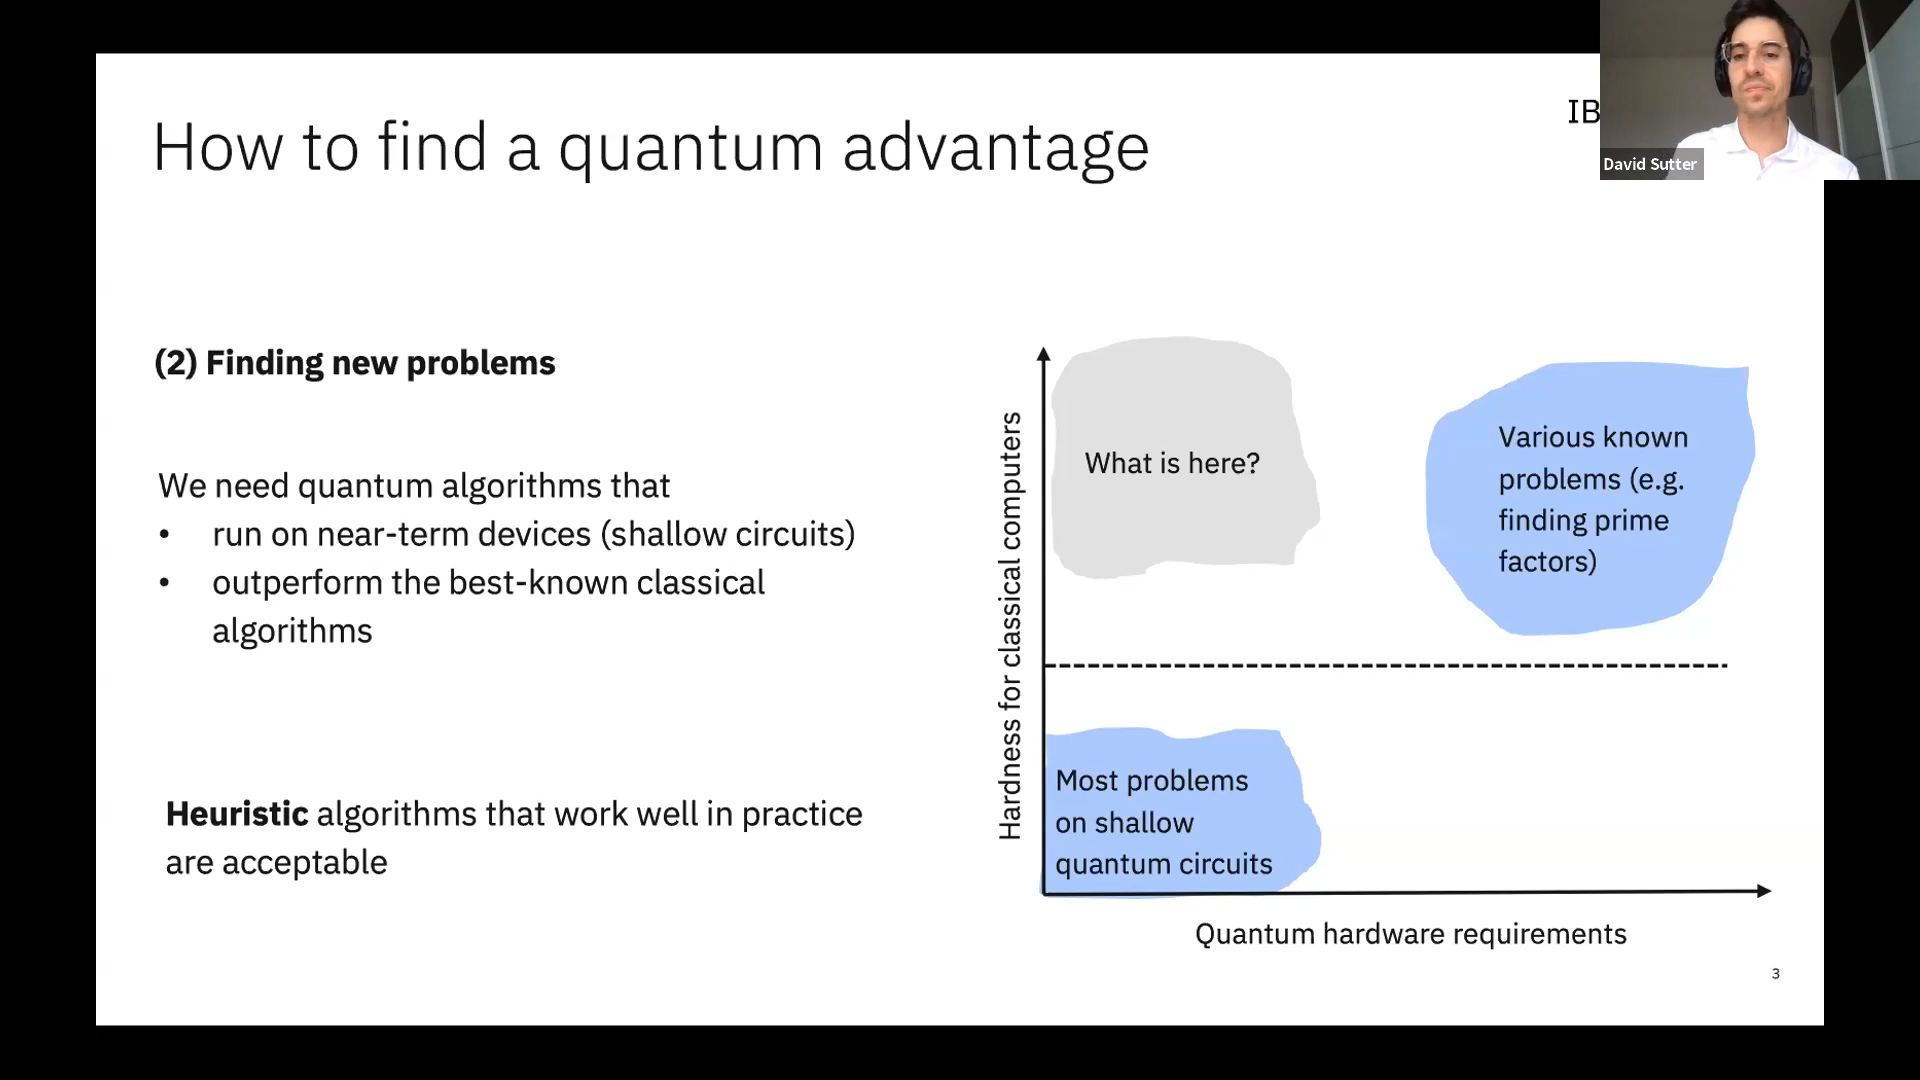 How to find a quantum advantage
IB
David Sutter
(2) Finding new problems
We need quantum algorithms that
• run on near-term devices (shallow circuits)
• outperform the best-known classical
algorithms
Heuristic algorithms that work well in practice
are acceptable
Hardness for classical computers
What is here?
Various known
problems (e.g.
finding prime
factors)
Most problems
on shallow
quantum circuits
Quantum hardware requirements
3